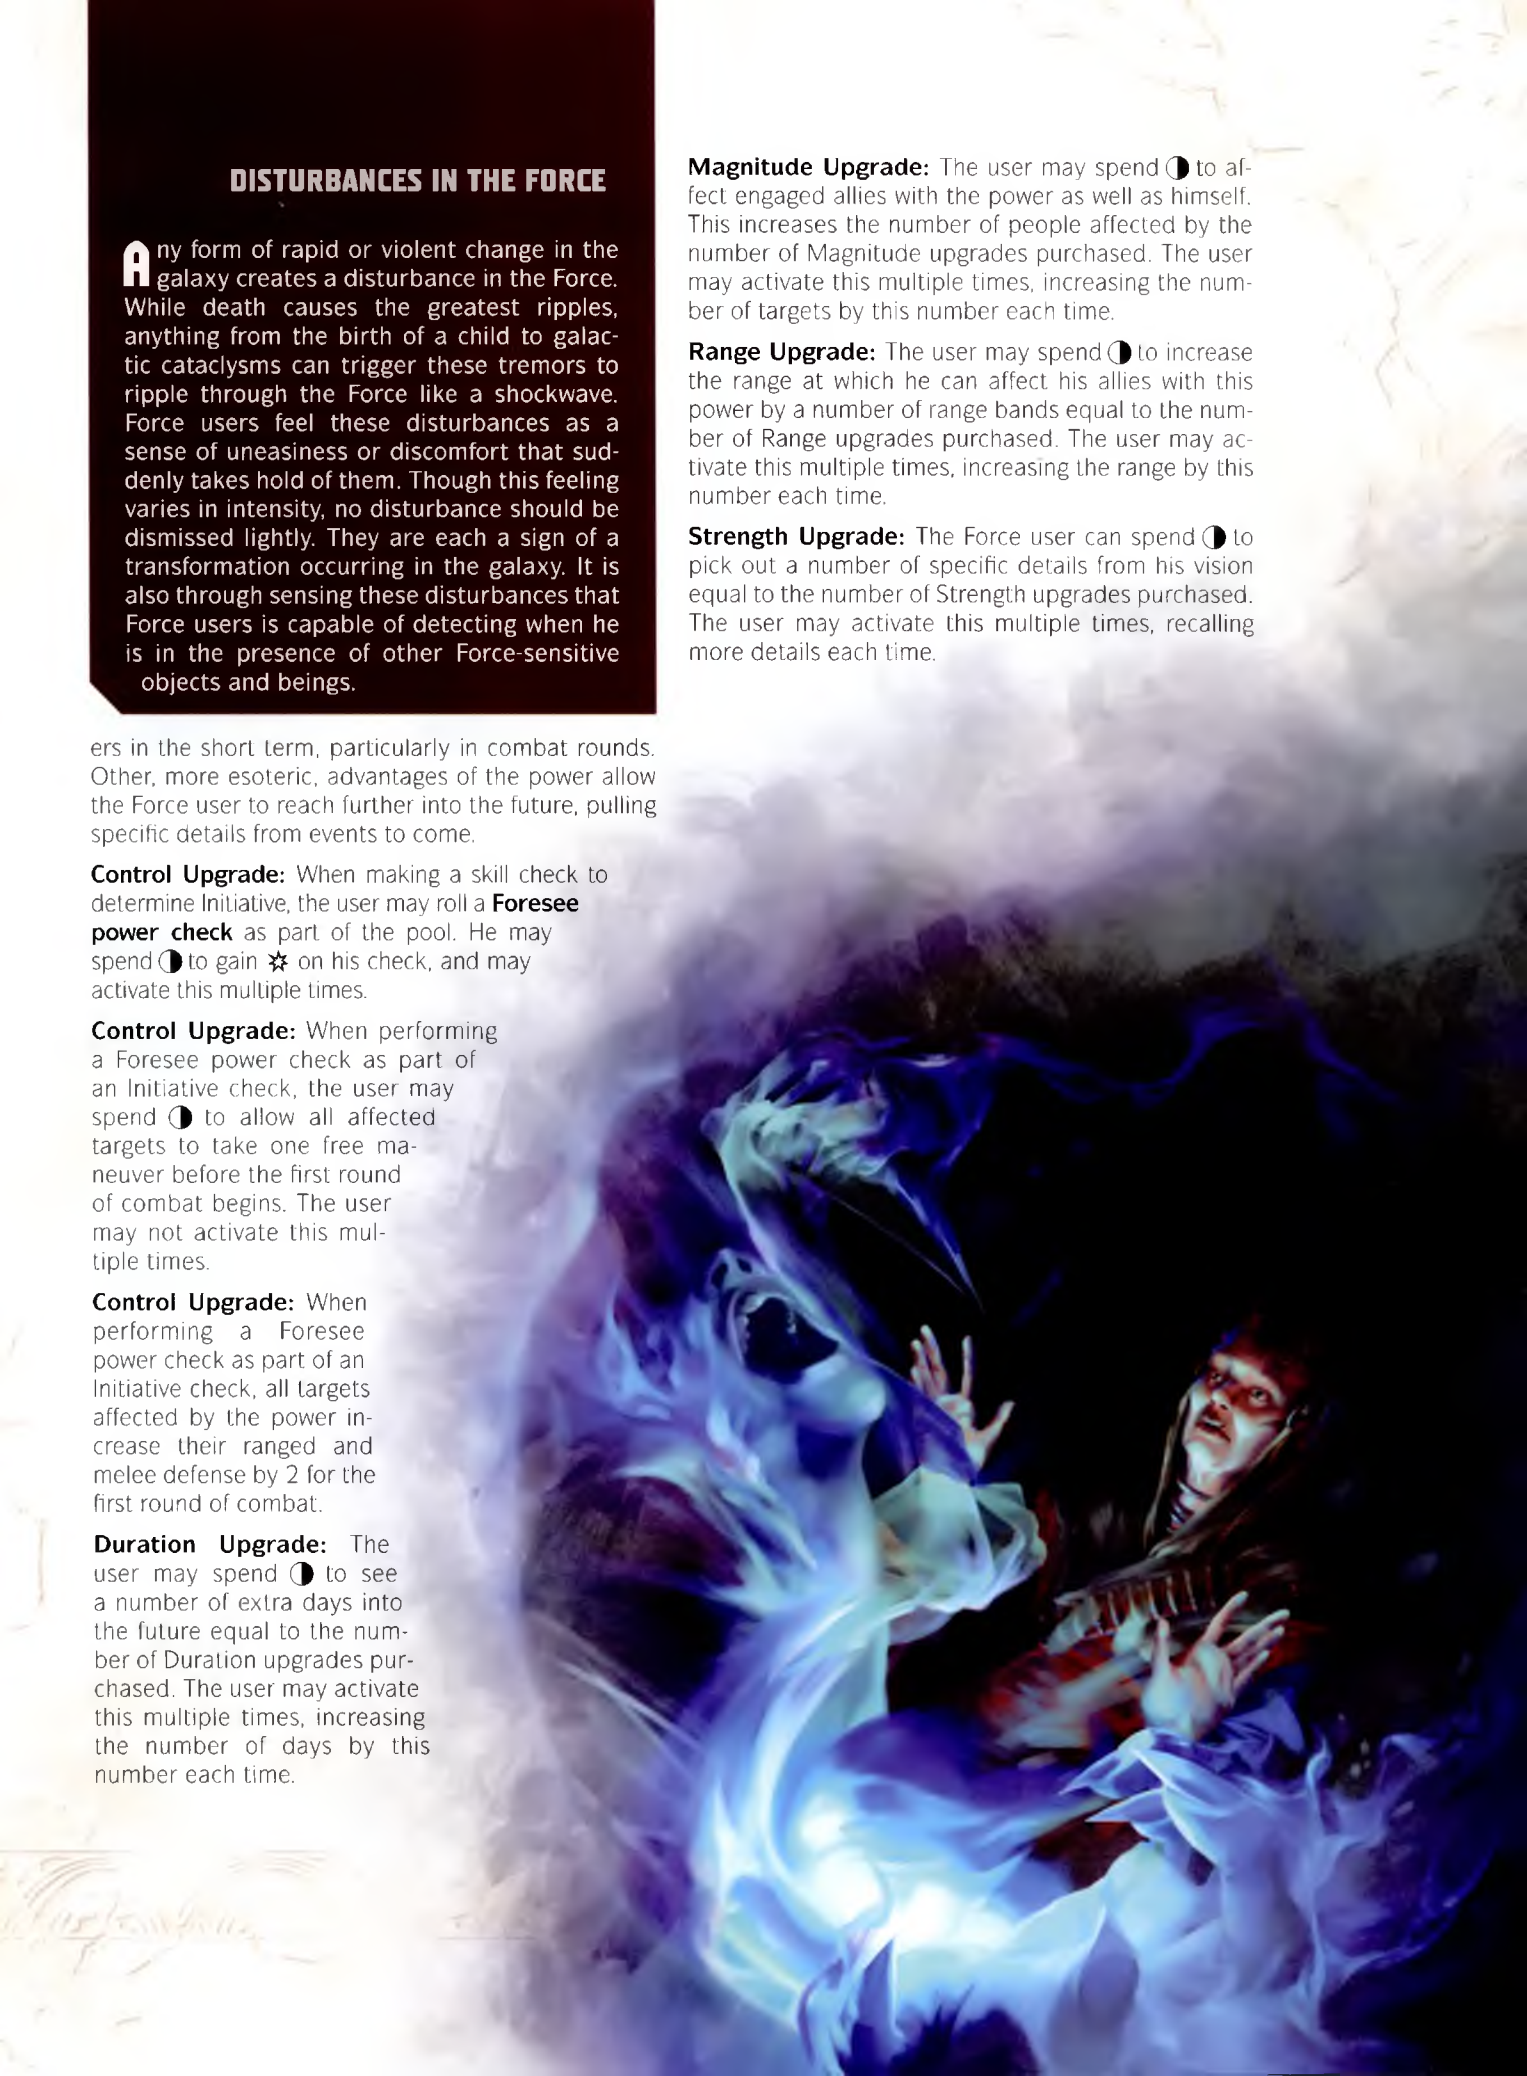 DISTURBANCES IN THE FORCE
Any form of rapid or violent change in the
galaxy creates a disturbance in the Force.
While death causes the greatest ripples,
anything from the birth of a child to galac-
tic cataclysms can trigger these tremors to
ripple through the Force like a shockwave.
Force users feel these disturbances as a
sense of uneasiness or discomfort that sud-
denly takes hold of them. Though this feeling
varies in intensity, no disturbance should be
dismissed lightly. They are each a sign of a
transformation occurring in the galaxy. It is
also through sensing these disturbances that
Force users is capable of detecting when he
is in the presence of other Force-sensitive
objects and beings.
ers in the short term, particularly in combat rounds.
Other, more esoteric, advantages of the power allow
the Force user to reach further into the future, pulling
specific details from events to come.
Control Upgrade: When making a skill check to
determine Initiative, the user may roll a Foresee
power check as part of the pool. He may
spend to gain on his check, and may
activate this multiple times.
Control Upgrade: When performing
a Foresee power check as part of
an Initiative check, the user may
spend to allow all affected
targets to take one free ma-
neuver before the first round
of combat begins. The user
may not activate this mul-
tiple times.
Control Upgrade: When
performing a Foresee
power check as part of an
Initiative check, all targets
affected by the power in-
crease their ranged and
melee defense by 2 for the
first round of combat.
Duration Upgrade: The
user may spend to see
a number of extra days into
the future equal to the num-
ber of Duration upgrades pur-
chased. The user may activate
this multiple times, increasing
the number of days by this
number each time.
Magnitude Upgrade: The user may spend to af-
fect engaged allies with the power as well as himself.
This increases the number of people affected by the
number of Magnitude upgrades purchased. The user
may activate this multiple times, increasing the num-
ber of targets by this number each time.
Range Upgrade: The user may spend to increase
the range at which he can affect his allies with this
power by a number of range bands equal to the num-
ber of Range upgrades purchased. The user may ac-
tivate this multiple times, increasing the range by this
number each time.
Strength Upgrade: The Force user can spend to
pick out a number of specific details from his vision
equal to the number of Strength upgrades purchased.
The user may activate this multiple times, recalling
more details each time.